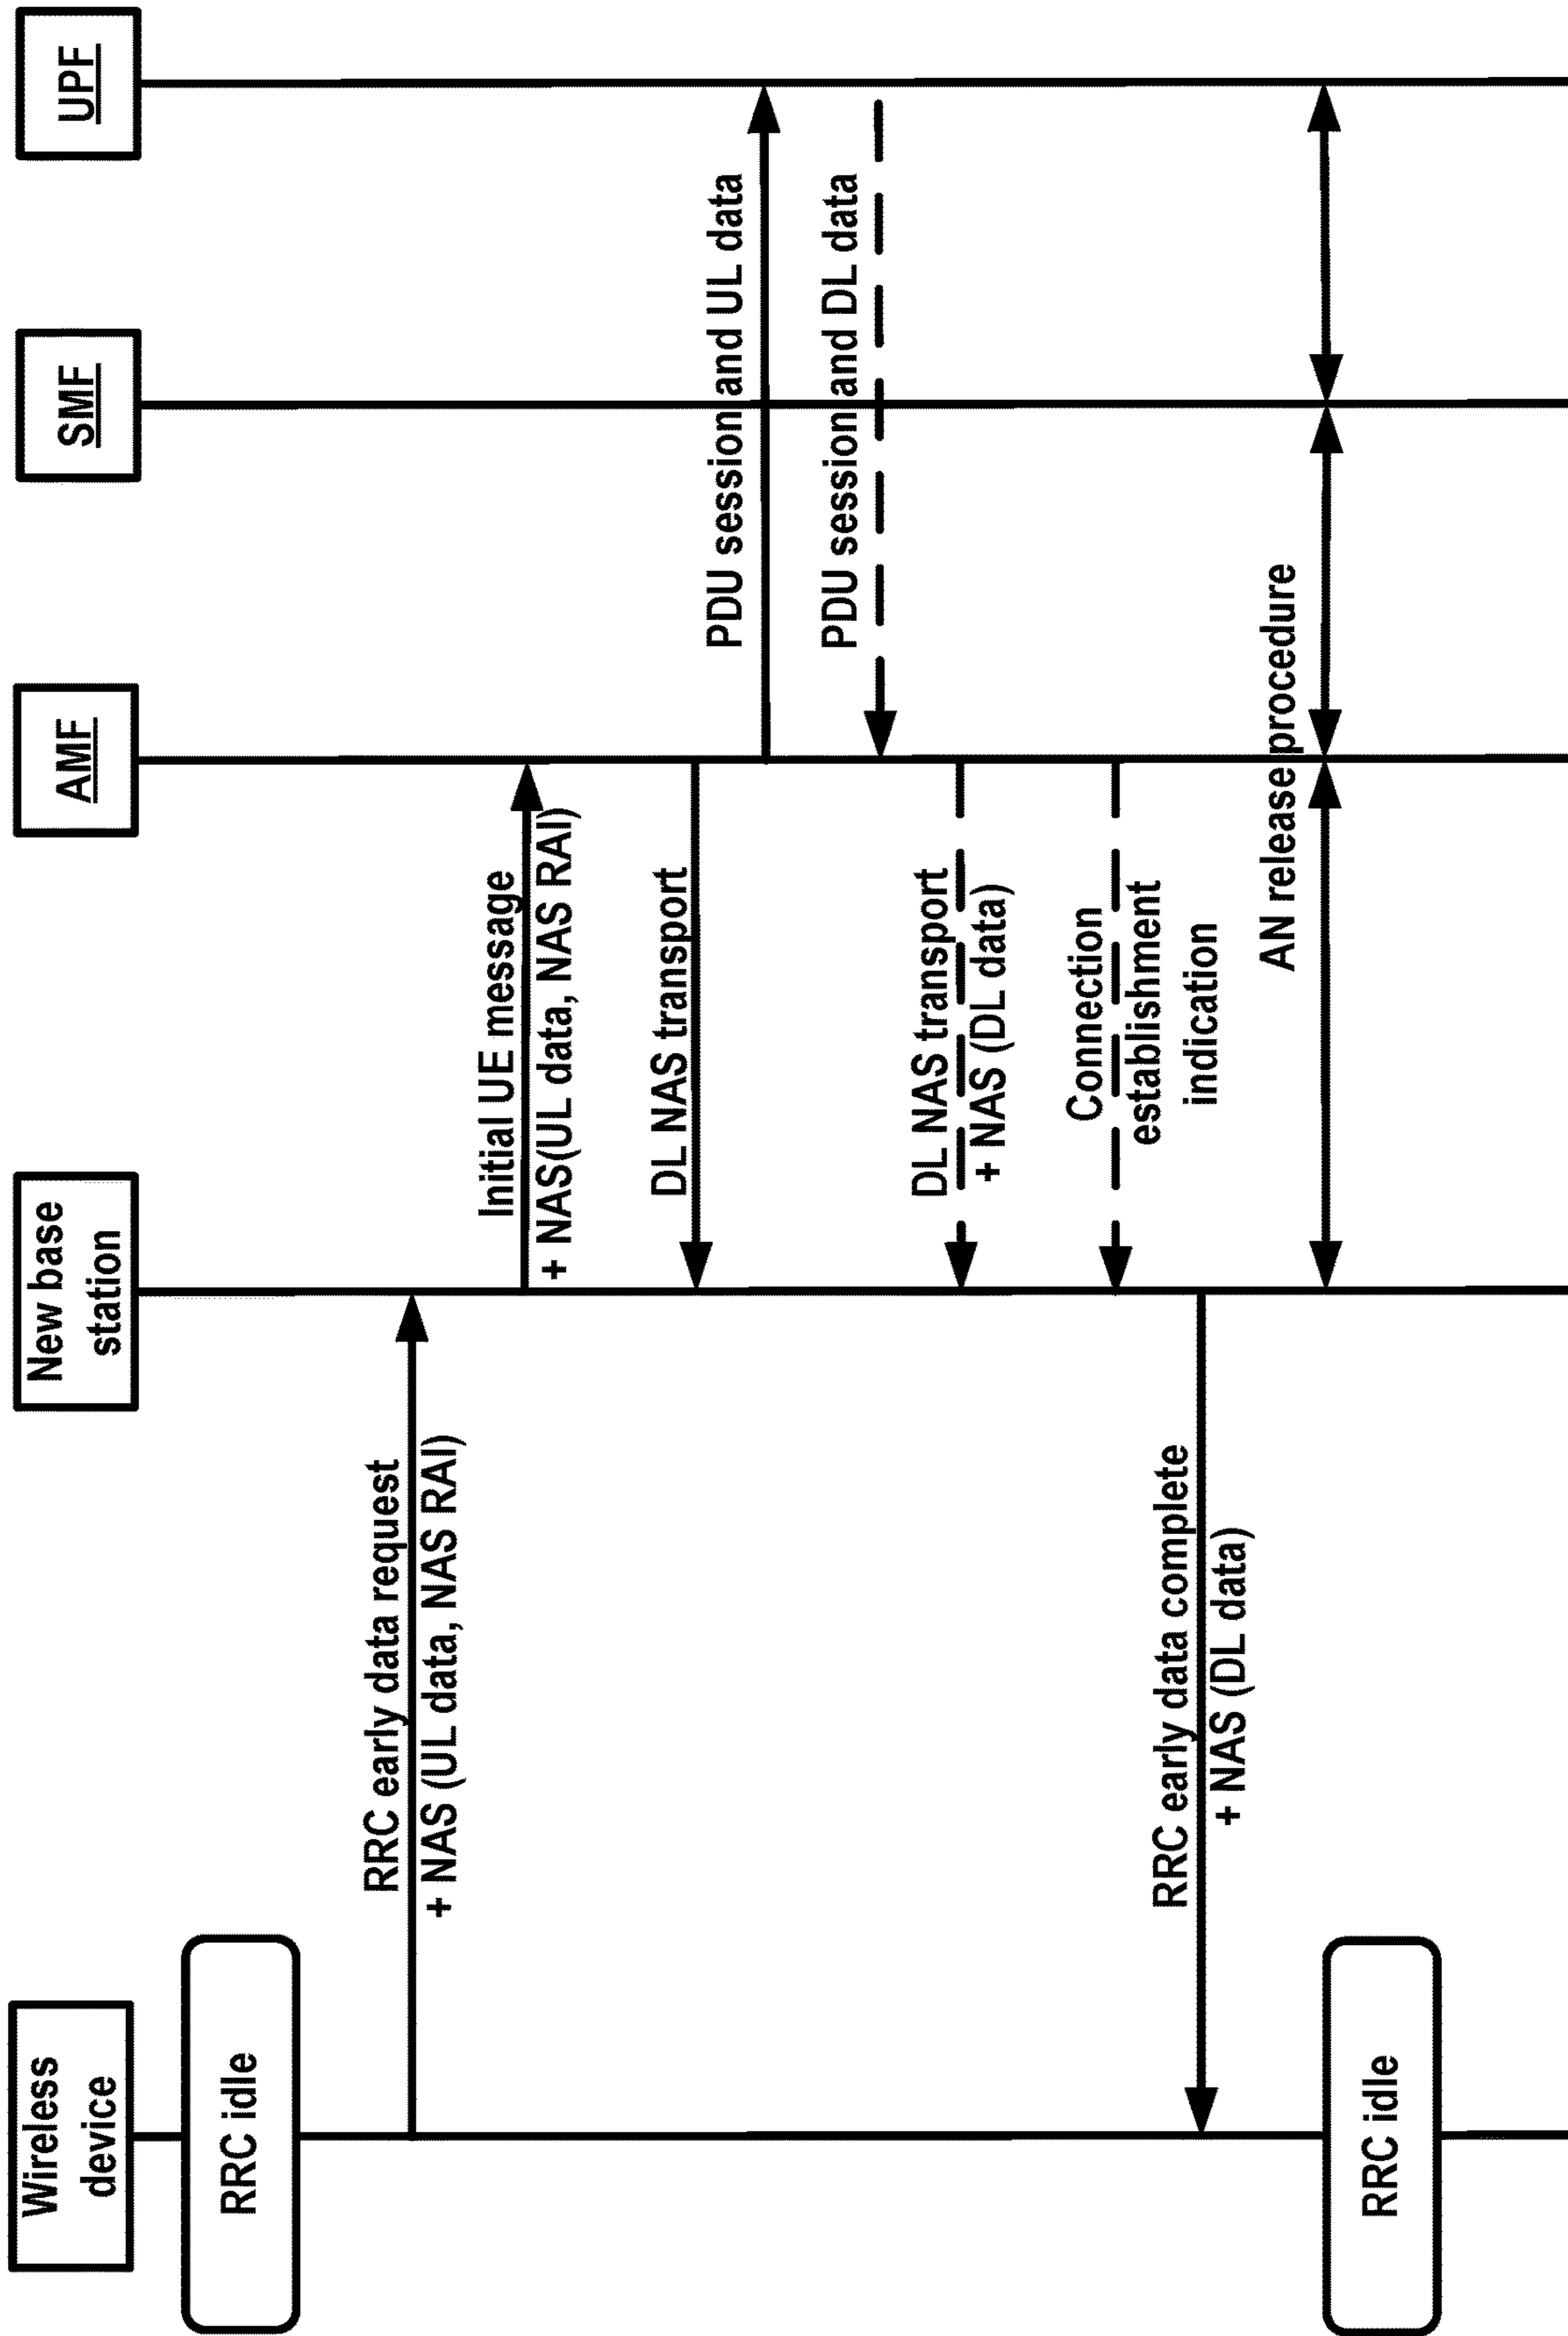 Wireless
device
New base
station
AMF
SMF
UPF
RRC idle
RRC early data request
+ NAS (UL data, NAS RAI)
Initial UE message
+ NAS(UL data, NAS RAI)
DL NAS transport
PDU session and UL data
PDU session and DL data
DL NAS transport
+ NAS (DL data)
Connection
establishment
indication
RRC early data complete
+ NAS (DL data)
AN release procedure
RRC idle